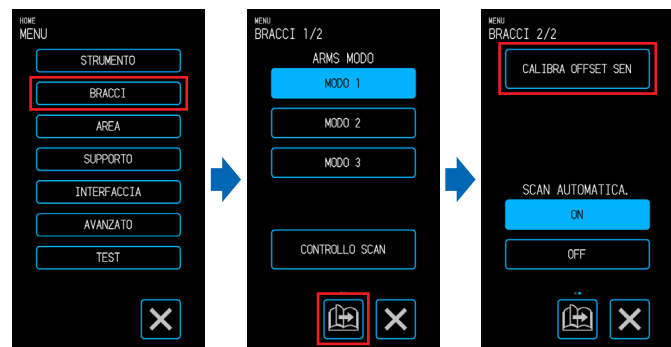 HOME
MENU
STRUMENTO
BRACCI
AREA
SUPPORTO
INTERFACCIA
AVANZATO
TEST
MENU
BRACCI 1/2
ARMS MODO
MODO 1
MODO 2
MODO 3
CONTROLLO SCAN
MENU
BRACCI 2/2
CALIBRA OFFSET SEN
SCAN AUTOMATICA.
ON
OFF